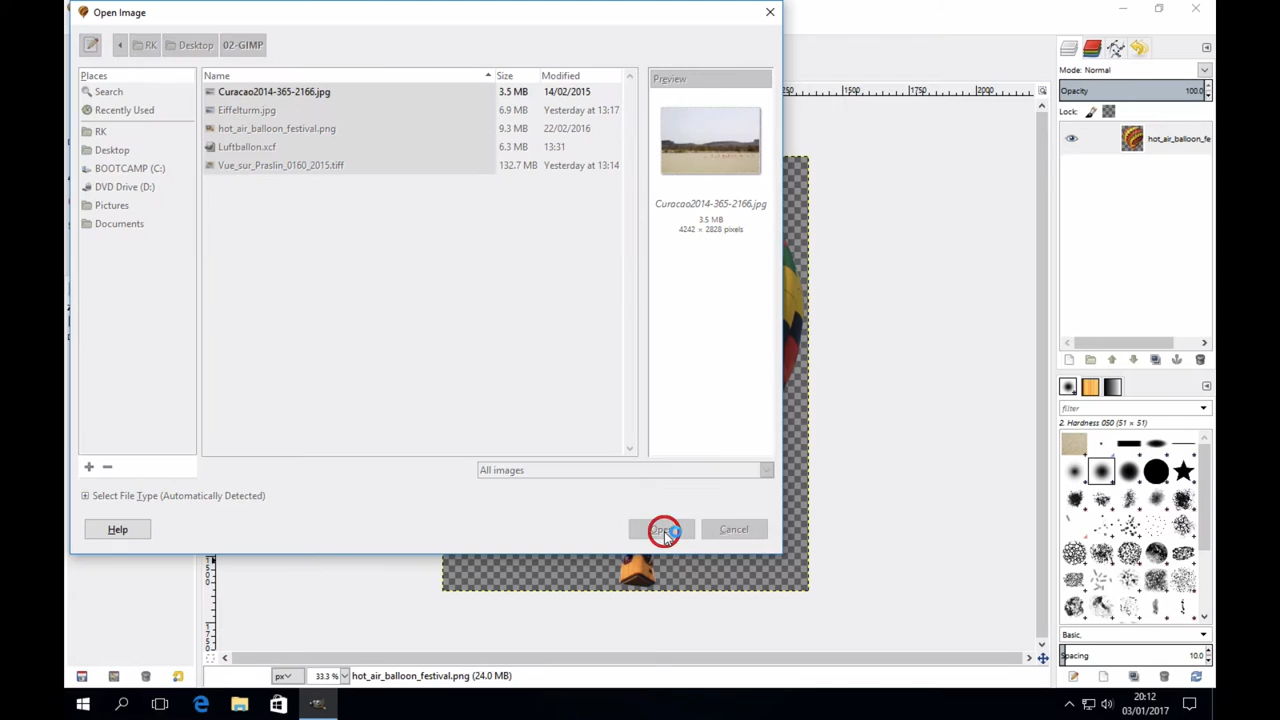 Open Image
RK Desktop 02-GIMP
Places
Search
Recently Used
RK
Desktop
BOOTCAMP (C:)
DVD Drive (D:)
Pictures
Documents
Name Size Modified
Curacao2014-365-2166.jpg 3.5 MB 14/02/2015
Eiffelturm.jpg 6.9 MB Yesterday at 13:17
hot_air_balloon_festival.png 9.3 MB 22/02/2016
Luftballon.xcf 6.3 MB 13:31
Vue_sur_Praslin_0160_2015.tiff 132.7 MB Yesterday at 13:14
Preview
Curacao2014-365-2166.jpg
3.5 MB
4242 × 2828 pixels
All images
Select File Type (Automatically Detected)
Help Cancel
1500 1750 2000
Mode: Normal
Opacity 100.0
Lock:
hot_air_balloon_fe
filter
2. Hardness 050 (51 × 51)
Basic,
Spacing 10.0
px 33.3 % hot_air_balloon_festival.png (24.0 MB)
20:12
03/01/2017